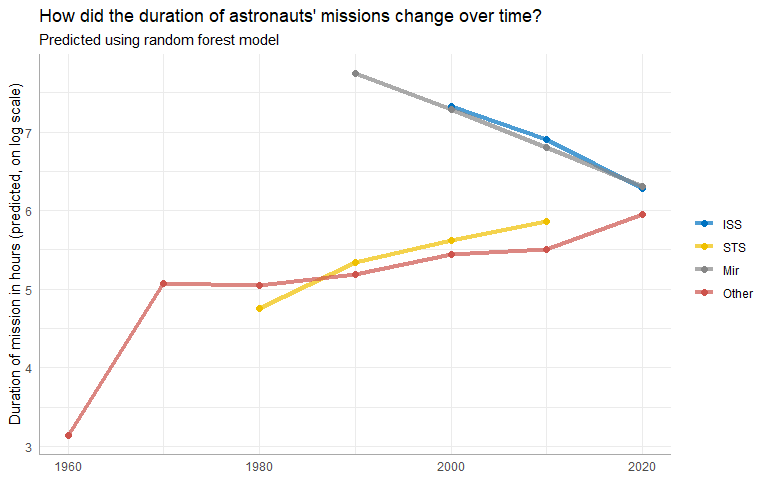 How did the duration of astronauts' missions change over time?
Predicted using random forest model
Duration of mission in hours (predicted, on log scale)
7
6
5
4
3
1960
1980
2000
2020
ISS
STS
Mir
Other